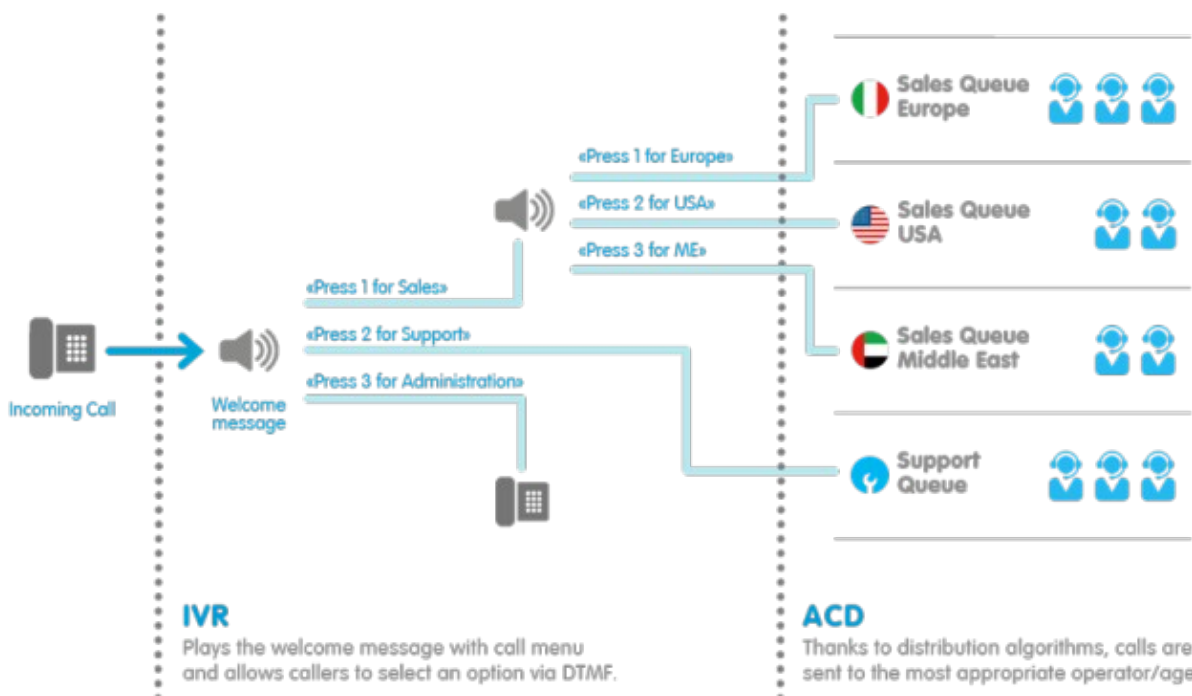 Incoming Call
Welcome
message
«Press 1 for Sales»
«Press 2 for Support»
«Press 3 for Administration»
«Press 1 for Europe»
«Press 2 for USA»
«Press 3 for ME»
Sales Queue
Europe
Sales Queue
USA
Sales Queue
Middle East
Support
Queue
IVR
Plays the welcome message with call menu
and allows callers to select an option via DTMF.
ACD
Thanks to distribution algorithms, calls are
sent to the most appropriate operator/age